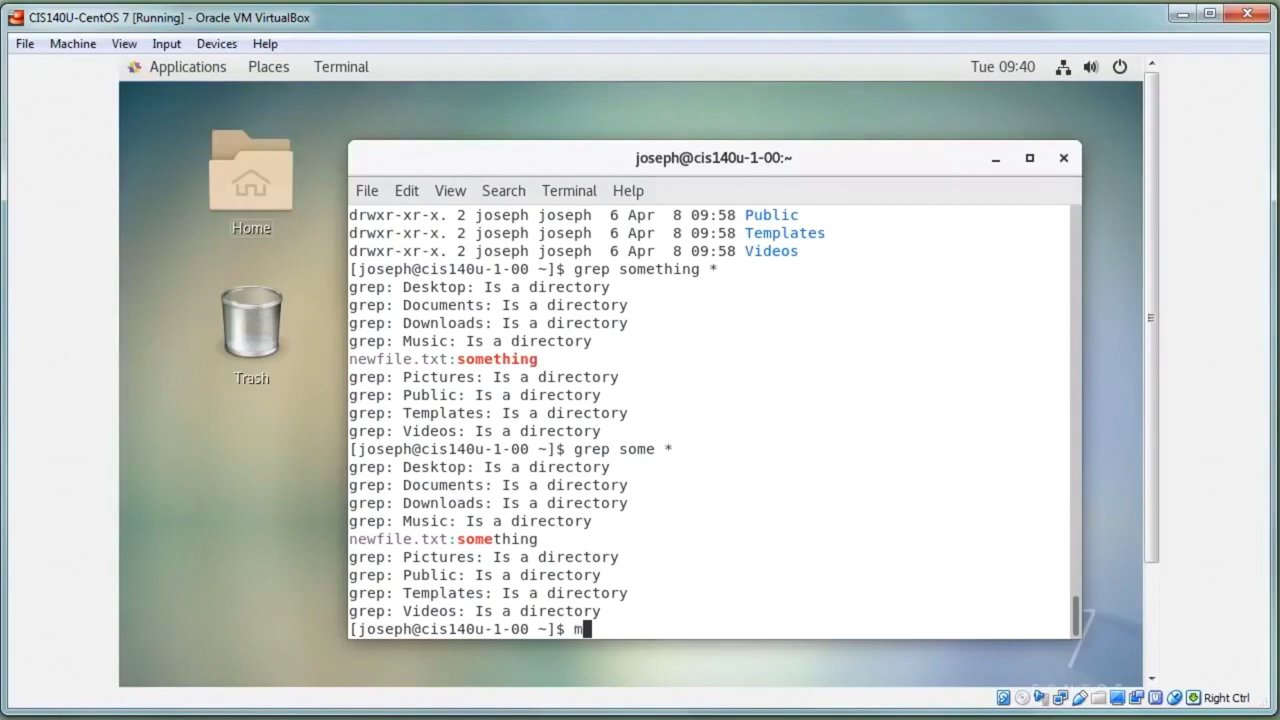 CIS140U-CentOS 7 [Running] - Oracle VM VirtualBox
File Machine View Input Devices Help
Applications Places Terminal Tue 09:40
Home
Trash
joseph@cis140u-1-00:~
File Edit View Search Terminal Help
drwxr-xr-x. 2 joseph joseph  6 Apr  8 09:58 Public
drwxr-xr-x. 2 joseph joseph  6 Apr  8 09:58 Templates
drwxr-xr-x. 2 joseph joseph  6 Apr  8 09:58 Videos
[joseph@cis140u-1-00 ~]$ grep something *
grep: Desktop: Is a directory
grep: Documents: Is a directory
grep: Downloads: Is a directory
grep: Music: Is a directory
newfile.txt:something
grep: Pictures: Is a directory
grep: Public: Is a directory
grep: Templates: Is a directory
grep: Videos: Is a directory
[joseph@cis140u-1-00 ~]$ grep some *
grep: Desktop: Is a directory
grep: Documents: Is a directory
grep: Downloads: Is a directory
grep: Music: Is a directory
newfile.txt:something
grep: Pictures: Is a directory
grep: Public: Is a directory
grep: Templates: Is a directory
grep: Videos: Is a directory
[joseph@cis140u-1-00 ~]$ m
7
Right Ctrl